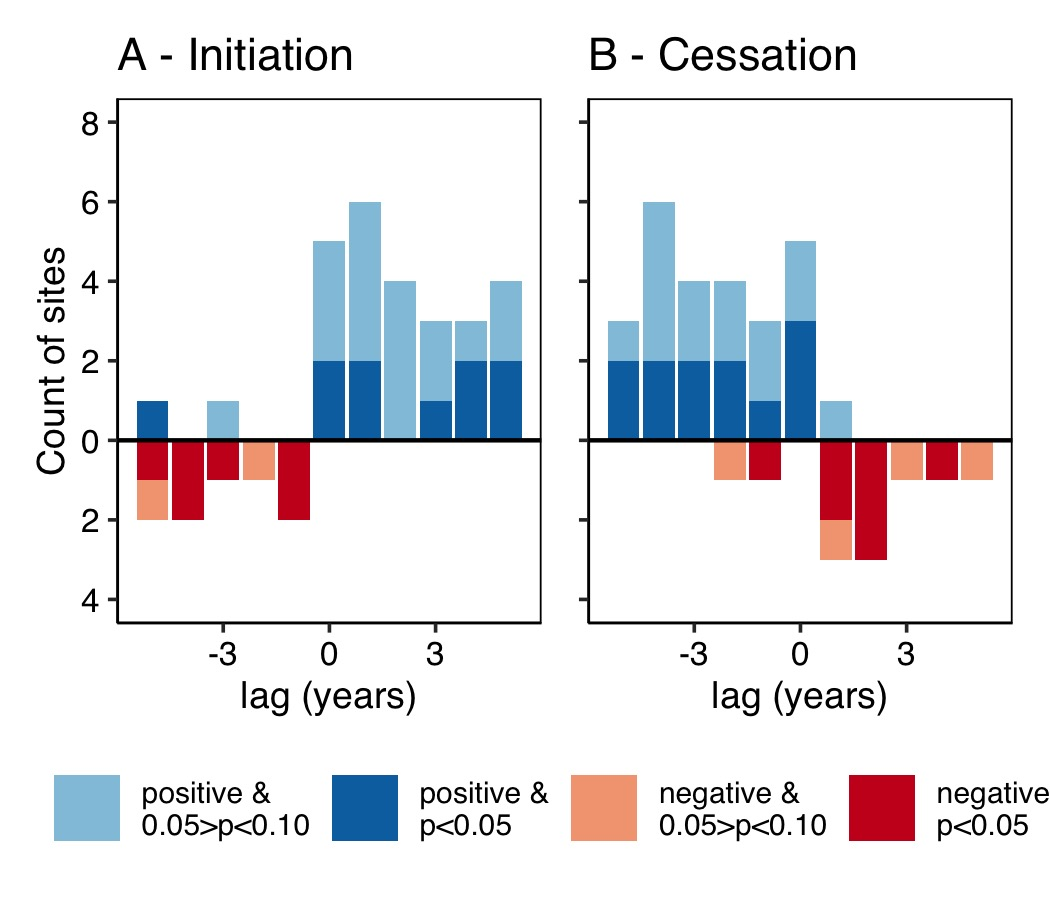 A - Initiation
B - Cessation
Count of sites
8
6
4
2
0
2
4
-3 0 3
-3 0 3
lag (years)
lag (years)
positive &
0.05>p<0.10
positive &
p<0.05
negative &
0.05>p<0.10
negative
p<0.05